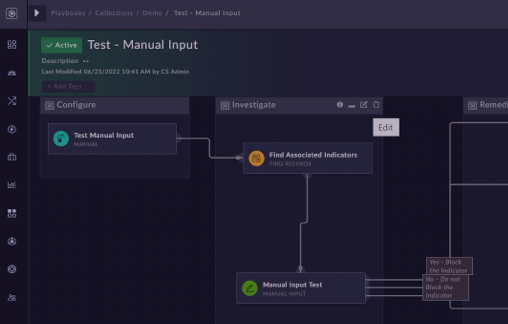 Playbooks / Collections / Demo / Test - Manual Input
Active Test - Manual Input
Description --
Last Modified 06/23/2022 10:41 AM by CS Admin
+ Add Tags
Configure
Investigate
Remedi
Edit
Test Manual Input
MANUAL
Find Associated Indicators
FIND RECORDS
Manual Input Test
MANUAL INPUT
Yes - Block
the Indicator
No - Do not
Block the
Indicator